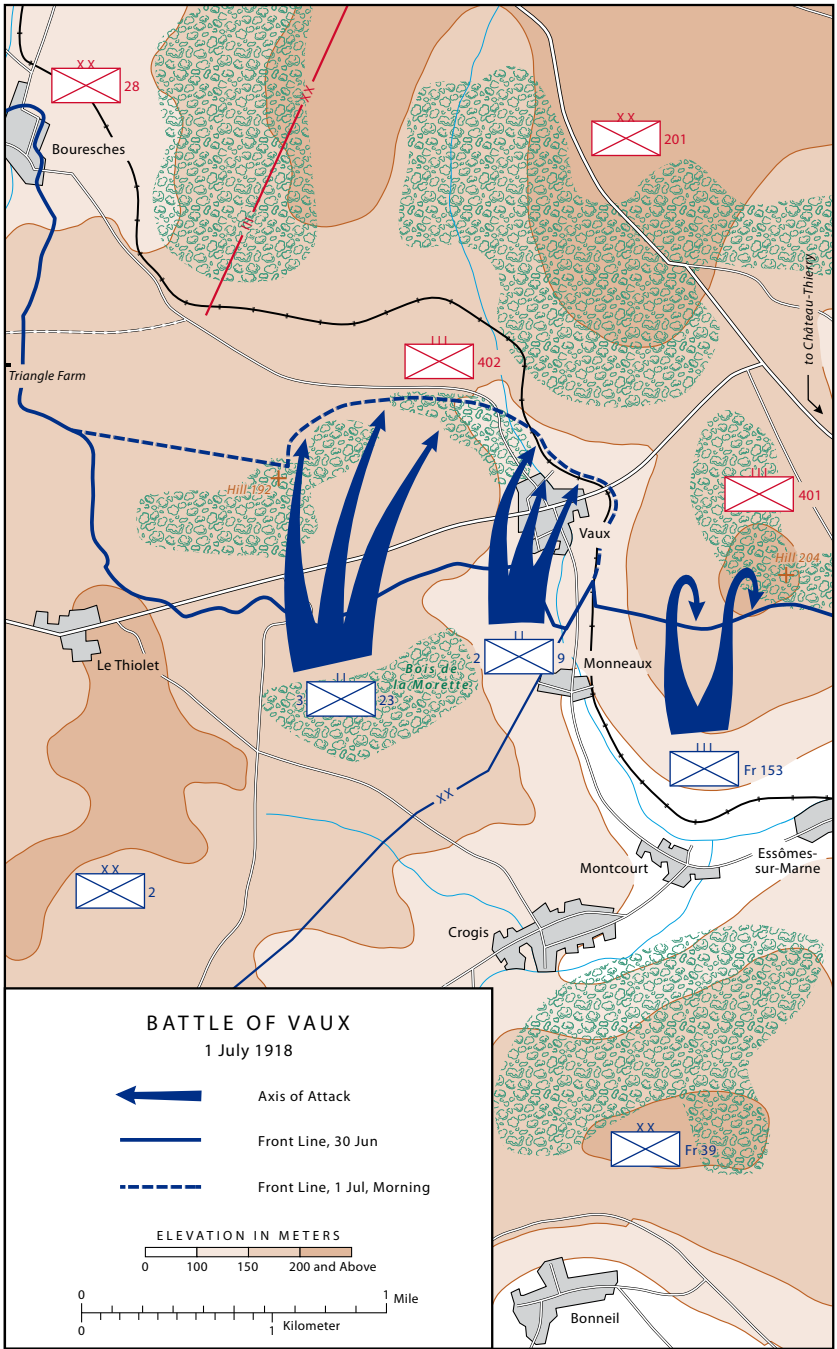 XX
28
Bouresches
XX
III
XX
201
to Château-Thierry
III
402
Triangle Farm
Hill 192
III
401
Vaux
Hill 204
Le Thiolet
II
2
9
Monneaux
Bois de
la Morette
II
3
23
III
Fr 153
XX
XX
2
Montcourt
Essômes-
sur-Marne
Crogis
XX
Fr 39
Bonneil
BATTLE OF VAUX
1 July 1918
Axis of Attack
Front Line, 30 Jun
Front Line, 1 Jul, Morning
ELEVATION IN METERS
0 100 150 200 and Above
0 1 Mile
0 1 Kilometer